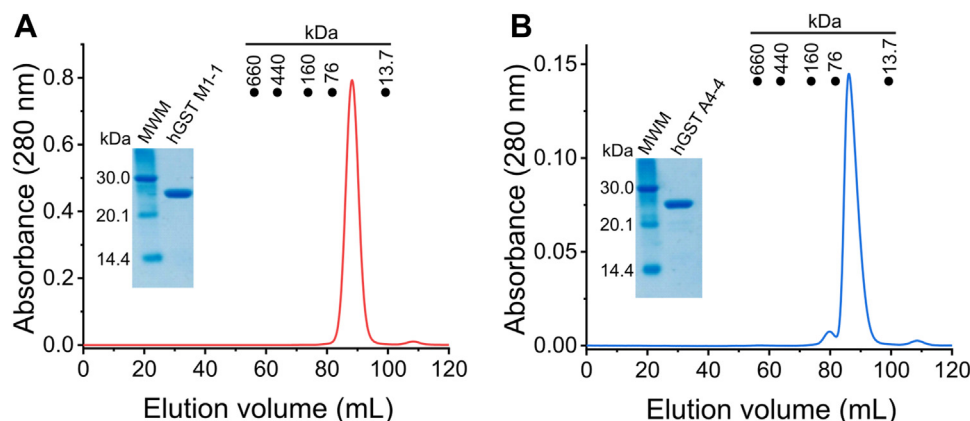 A
kDa
660
440
160
76
13.7
MWM
hGST M1-1
kDa
30.0
20.1
14.4
Absorbance (280 nm)
0.8
0.6
0.4
0.2
0.0
0 20 40 60 80 100 120
Elution volume (mL)
B
kDa
660
440
160
76
13.7
MWM
hGST A4-4
kDa
30.0
20.1
14.4
Absorbance (280 nm)
0.15
0.10
0.05
0.00
0 20 40 60 80 100 120
Elution volume (mL)